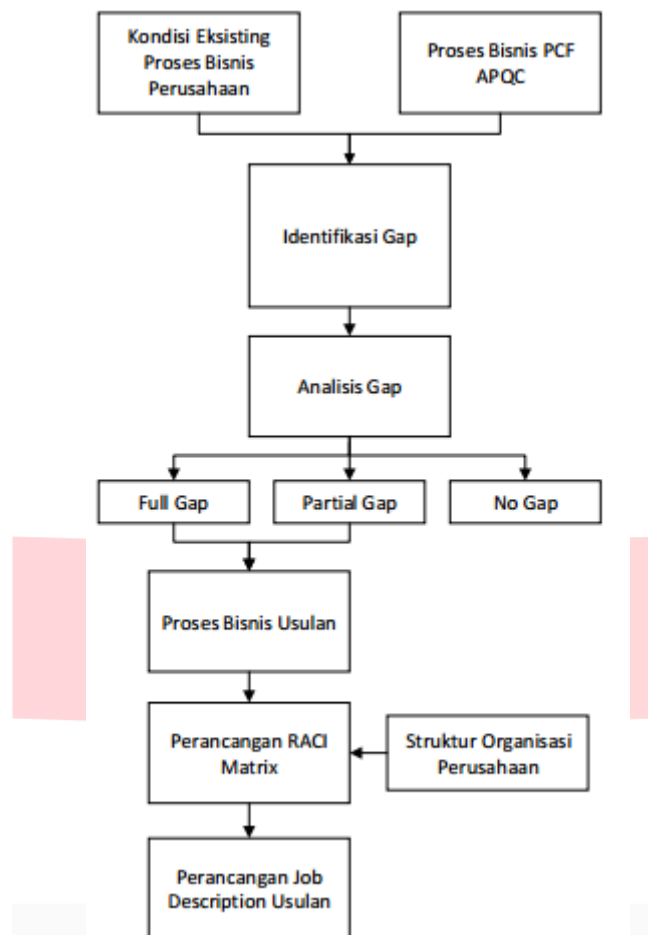 Kondisi Eksisting
Proses Bisnis
Perusahaan
Proses Bisnis PCF
APQC
Identifikasi Gap
Analisis Gap
Full Gap
Partial Gap
No Gap
Proses Bisnis Usulan
Perancangan RACI
Matrix
Struktur Organisasi
Perusahaan
Perancangan Job
Description Usulan